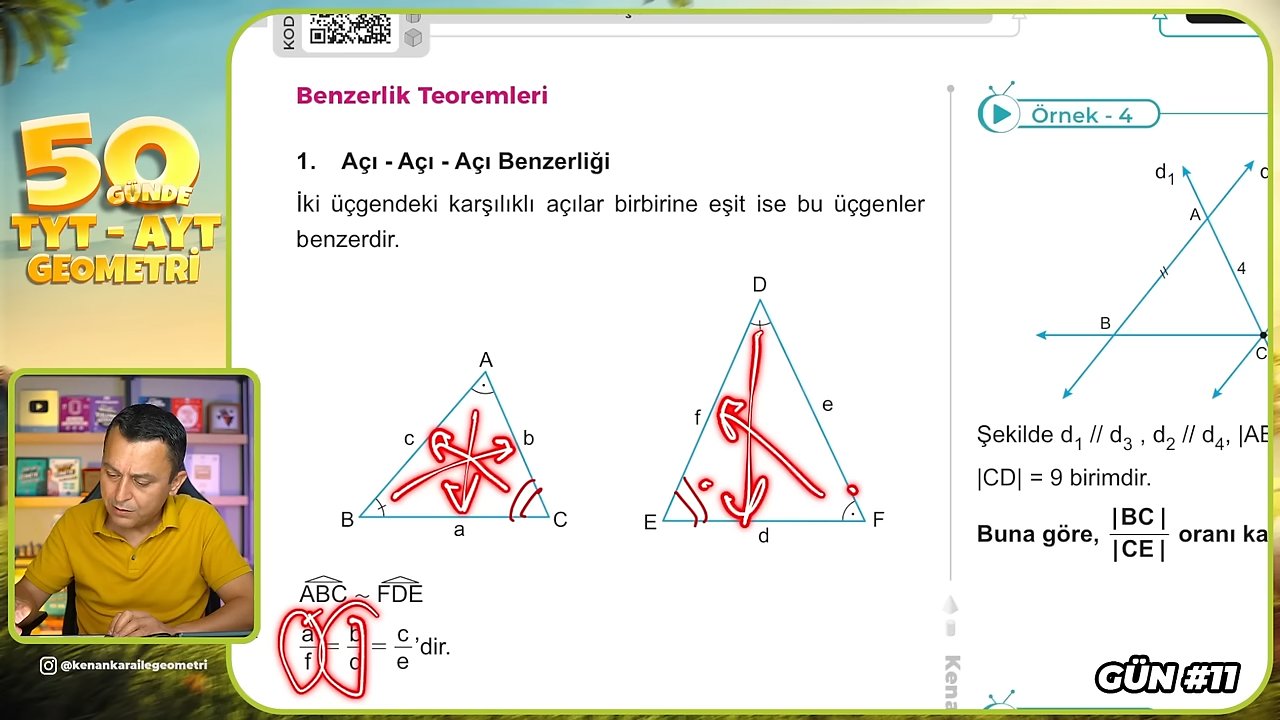 50
GÜNDE
TYT - AYT
GEOMETRİ
@kenankarailegeometri
KOD
Benzerlik Teoremleri
1. Açı - Açı - Açı Benzerliği
İki üçgendeki karşılıklı açılar birbirine eşit ise bu üçgenler
benzerdir.
A
c
b
B
a
C
D
f
e
E
d
F
ABC ~ FDE
a/f = b/d = c/e 'dir.
Örnek - 4
d1
A
4
B
C
Şekilde d1 // d3 , d2 // d4, |AB
|CD| = 9 birimdir.
Buna göre, |BC| / |CE| oranı ka
Kena
GÜN #11